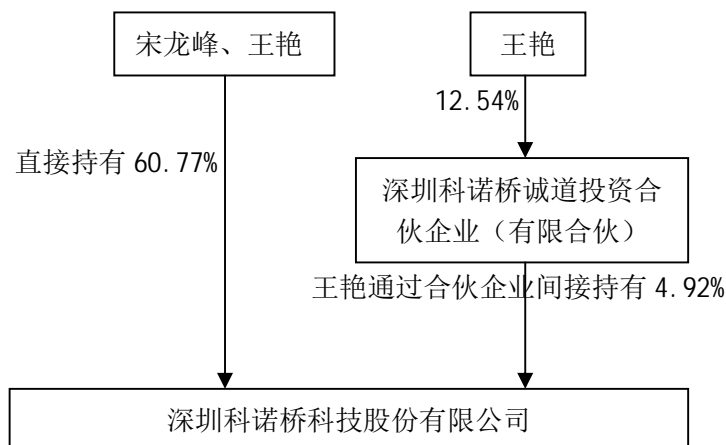 宋龙峰、王艳
王艳
12.54%
直接持有 60.77%
深圳科诺桥诚道投资合
伙企业（有限合伙）
王艳通过合伙企业间接持有 4.92%
深圳科诺桥科技股份有限公司